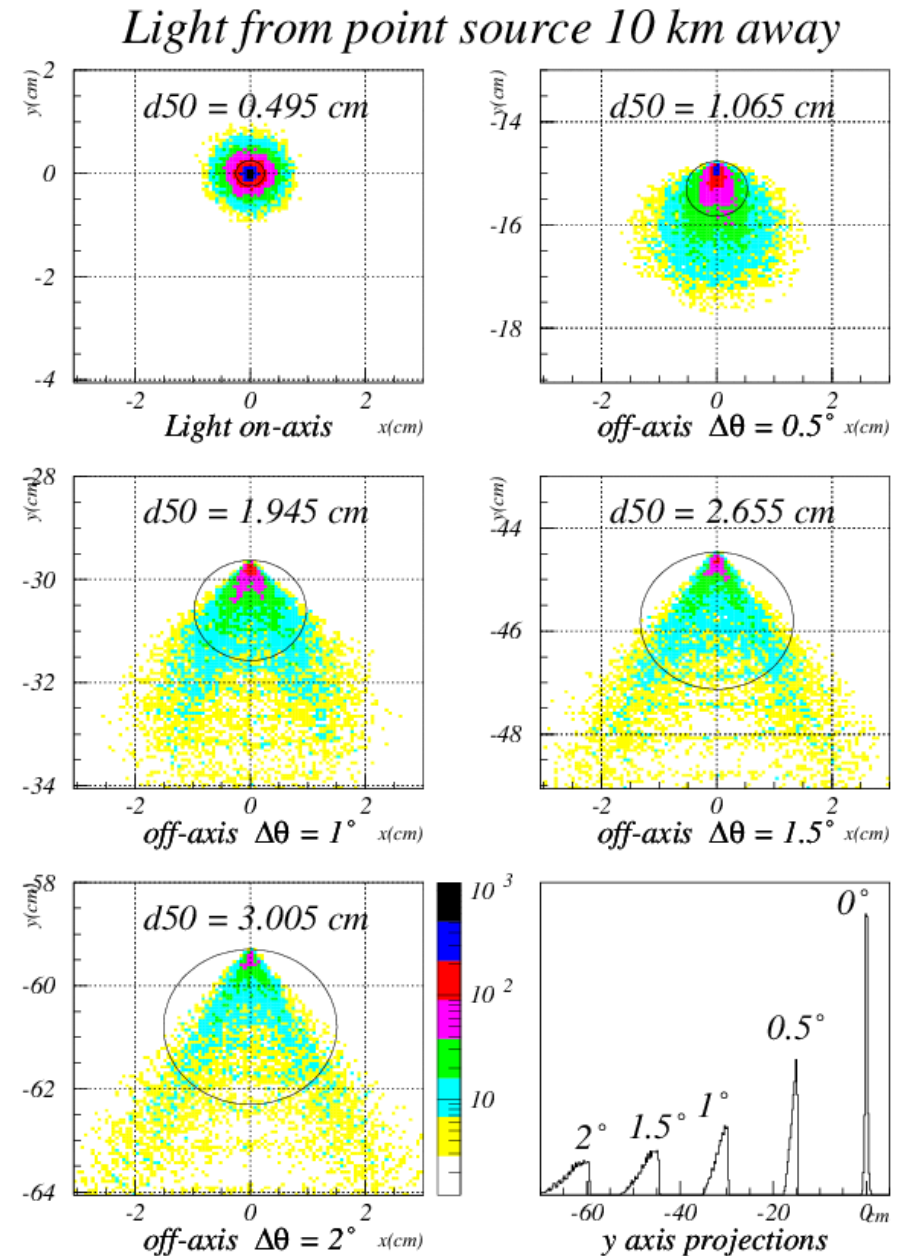 Light from point source 10 km away
y(cm)
d50 = 0.495 cm
2
0
-2
-4
-2 0 2
Light on-axis x(cm)
y(cm)
d50 = 1.065 cm
-14
-16
-18
-2 0 2
off-axis Δθ = 0.5° x(cm)
y(cm)
d50 = 1.945 cm
-28
-30
-32
-34
-2 0 2
off-axis Δθ = 1° x(cm)
y(cm)
d50 = 2.655 cm
-44
-46
-48
-2 0 2
off-axis Δθ = 1.5° x(cm)
y(cm)
d50 = 3.005 cm
-58
-60
-62
-64
-2 0 2
off-axis Δθ = 2° x(cm)
10 3
10 2
10
0°
0.5°
1°
1.5°
2°
-60 -40 -20 0 cm
y axis projections